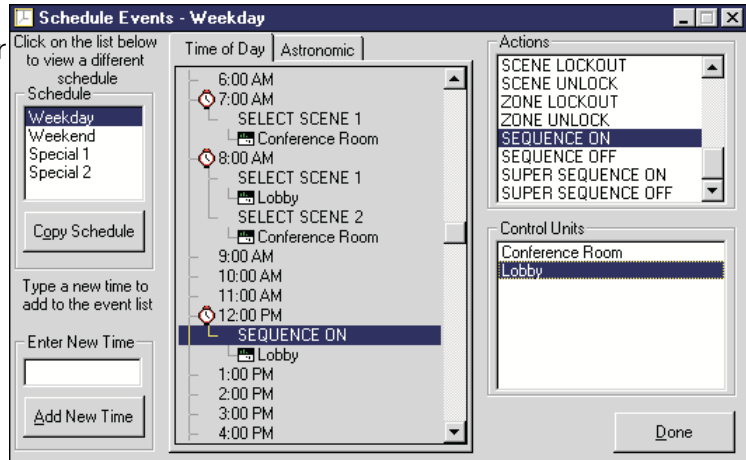 Schedule Events - Weekday
r
Click on the list below
to view a different
schedule
Schedule
Weekday
Weekend
Special 1
Special 2
Copy Schedule
Type a new time to
add to the event list
Enter New Time
Add New Time
Time of Day
Astronomic
6:00 AM
7:00 AM
SELECT SCENE 1
Conference Room
8:00 AM
SELECT SCENE 1
Lobby
SELECT SCENE 2
Conference Room
9:00 AM
10:00 AM
11:00 AM
12:00 PM
SEQUENCE ON
Lobby
1:00 PM
2:00 PM
3:00 PM
4:00 PM
Actions
SCENE LOCKOUT
SCENE UNLOCK
ZONE LOCKOUT
ZONE UNLOCK
SEQUENCE ON
SEQUENCE OFF
SUPER SEQUENCE ON
SUPER SEQUENCE OFF
Control Units
Conference Room
Lobby
Done